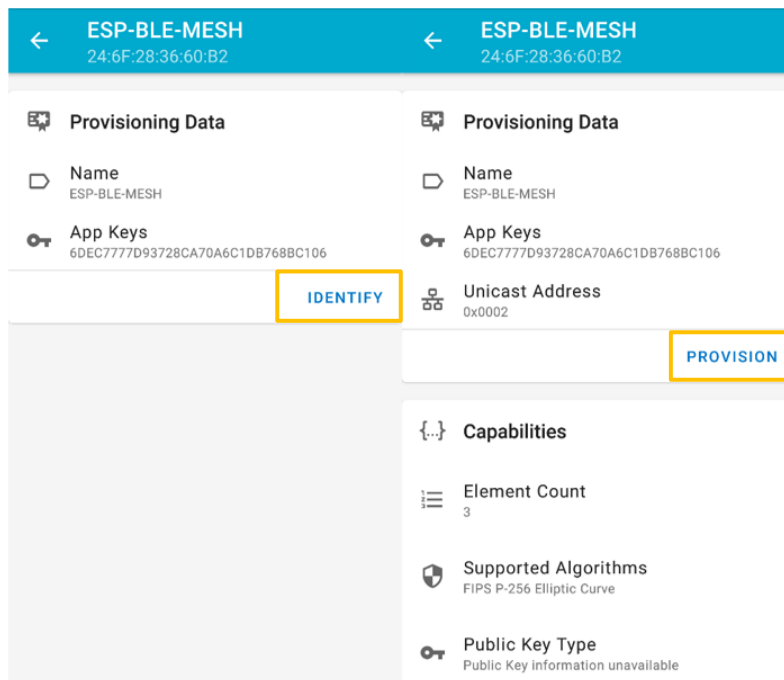 ESP-BLE-MESH
24:6F:28:36:60:B2
Provisioning Data
Name
ESP-BLE-MESH
App Keys
6DEC7777D93728CA70A6C1DB768BC106
IDENTIFY
ESP-BLE-MESH
24:6F:28:36:60:B2
Provisioning Data
Name
ESP-BLE-MESH
App Keys
6DEC7777D93728CA70A6C1DB768BC106
Unicast Address
0x0002
PROVISION
{...} Capabilities
1
2
3
Element Count
3
Supported Algorithms
FIPS P-256 Elliptic Curve
Public Key Type
Public Key information unavailable